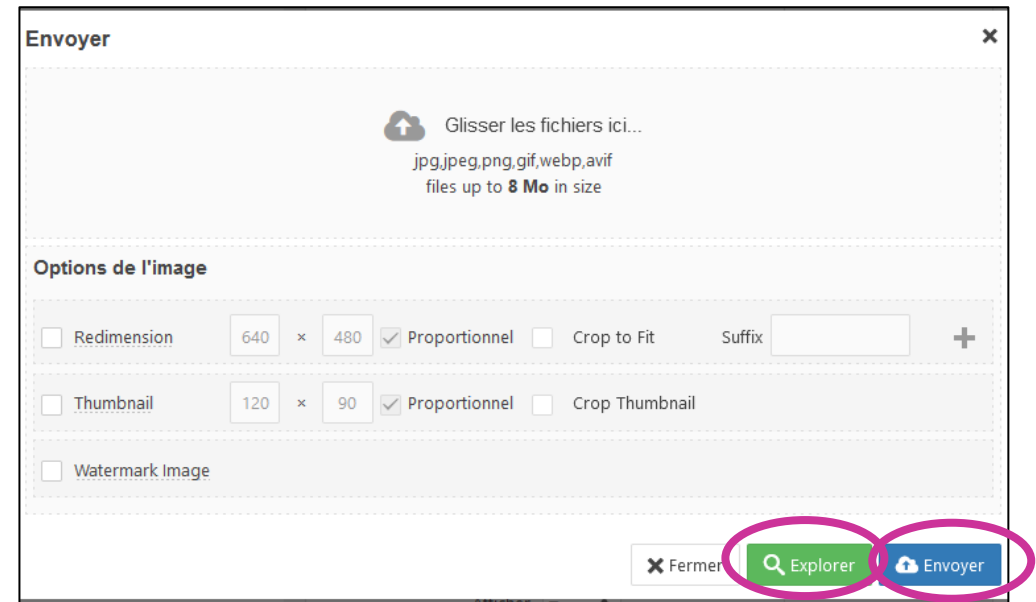 Envoyer
Glisser les fichiers ici...
jpg,jpeg,png,gif,webp,avif
files up to 8 Mo in size
Options de l'image
Redimension 640 × 480 Proportionnel Crop to Fit Suffix
Thumbnail 120 × 90 Proportionnel Crop Thumbnail
Watermark Image
Fermer Explorer Envoyer